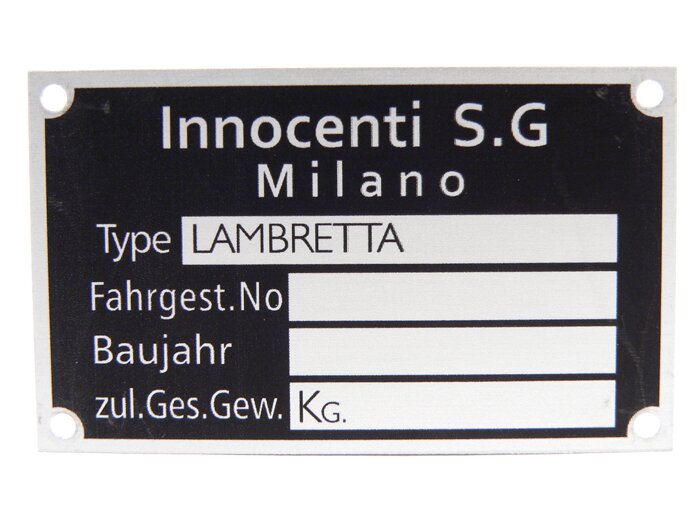 Innocenti S.G
Milano
Type LAMBRETTA
Fahrgest.No
Baujahr
zul.Ges.Gew. KG.